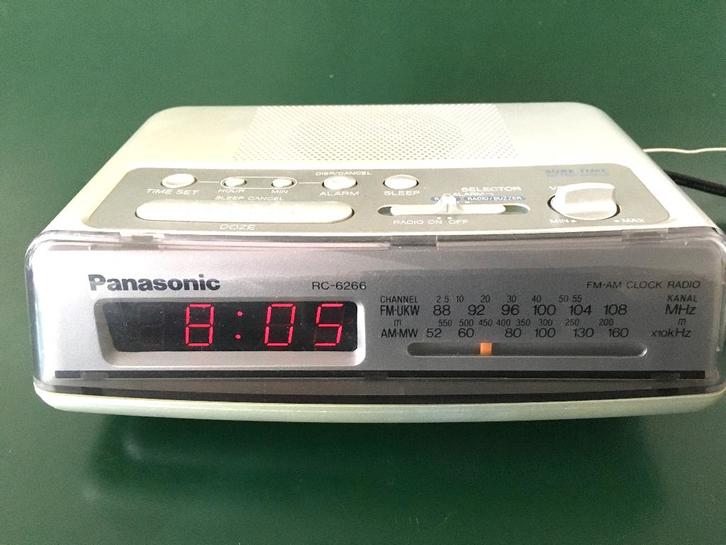 DISP/CANCEL
TIME SET HOUR MIN ALARM SLEEP
SLEEP CANCEL
DOZE
SELECTOR
ALARM
RADIO/BUZZER
RADIO ON OFF
SURE TIME
MIN MAX
Panasonic RC-6266 FM-AM CLOCK RADIO
8:05
CHANNEL 2 5 10 20 30 40 50 55 KANAL
FM-UKW 88 92 96 100 104 108 MHz
m 550 500 450 400 350 300 250 200 m
AM-MW 52 60 80 100 130 160 x10kHz